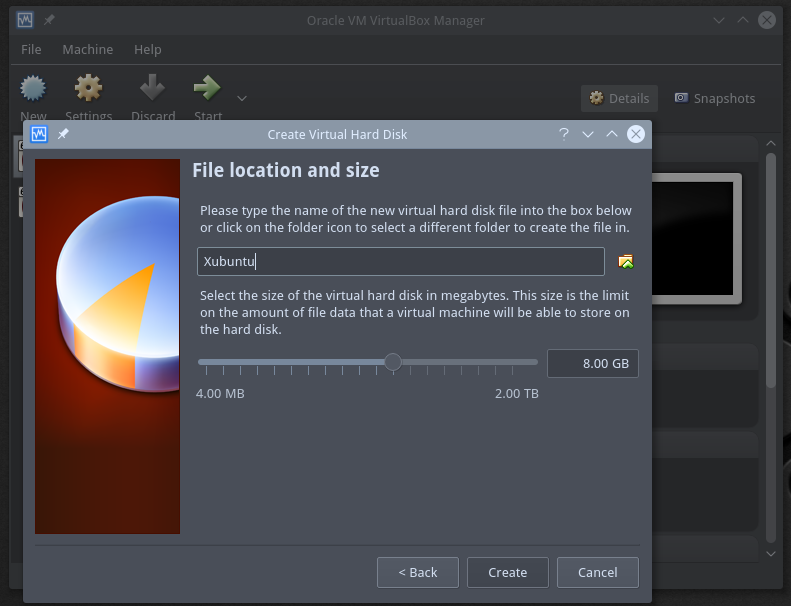 Oracle VM VirtualBox Manager
File Machine Help
New Settings Discard Start
Details Snapshots
Create Virtual Hard Disk
File location and size
Please type the name of the new virtual hard disk file into the box below
or click on the folder icon to select a different folder to create the file in.
Xubuntu
Select the size of the virtual hard disk in megabytes. This size is the limit
on the amount of file data that a virtual machine will be able to store on
the hard disk.
8.00 GB
4.00 MB 2.00 TB
< Back Create Cancel